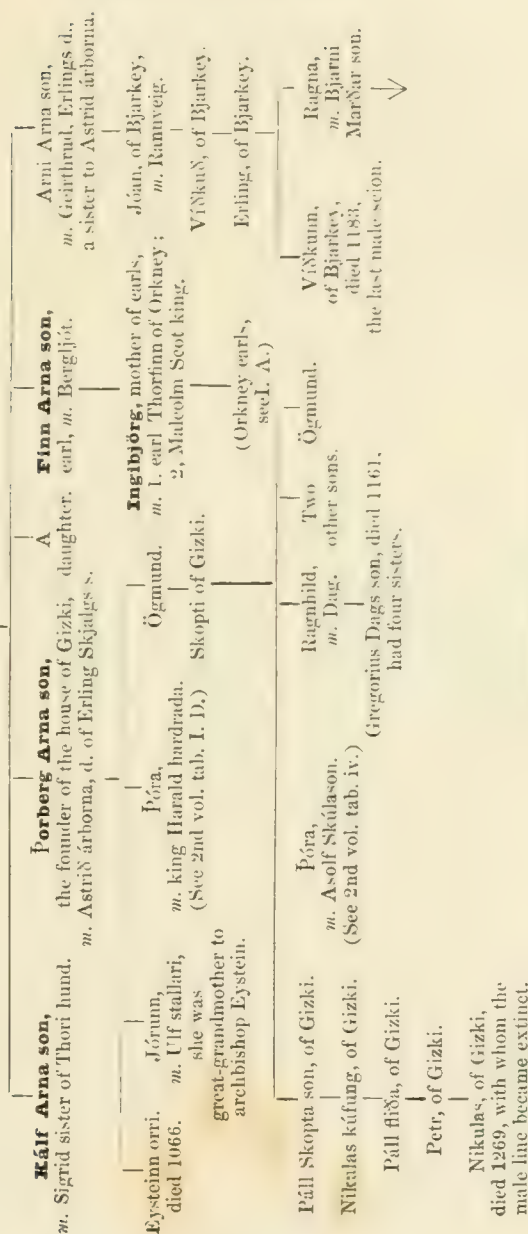 Kálf Arna son,
m. Sigrid sister of Thori hund.
Þorberg Arna son,
the founder of the house of Gizki,
m. Astrið árborna, d. of Erling Skjalgs s.
A
daughter.
Finn Arna son,
earl, m. Bergljót.
Arni Arna son,
m. Geirthrud, Erlings d.,
a sister to Astrid árborna.
Eysteinn orri.
died 1066.
Jórunn,
m. Ulf stallari,
she was
great-grandmother to
archbishop Eystein.
Þóra,
m. king Harald hardrada.
(See 2nd vol. tab. I. D.)
Ögmund.
Skopti of Gizki.
Ingibjörg, mother of earls,
m. 1. earl Thorfinn of Orkney;
2, Malcolm Scot king.
(Orkney earls,
see I. A.)
Jóan, of Bjarkey,
m. Rannveig.
Víðkuð, of Bjarkey.
Erling, of Bjarkey.
Páll Skopta son, of Gizki.
Nikulas kúfung, of Gizki.
Páll fliða, of Gizki.
Petr, of Gizki.
Nikulas, of Gizki,
died 1269, with whom the
male line became extinct.
Þóra,
m. Asolf Skúlason.
(See 2nd vol. tab. iv.)
Ragnhild,
m. Dag.
Gregorius Dags son, died 1161,
had four sisters.
Two
other sons.
Ögmund.
Víðkunn,
of Bjarkey,
died 1183,
the last male scion.
Ragna,
m. Bjarni
Marðar son.